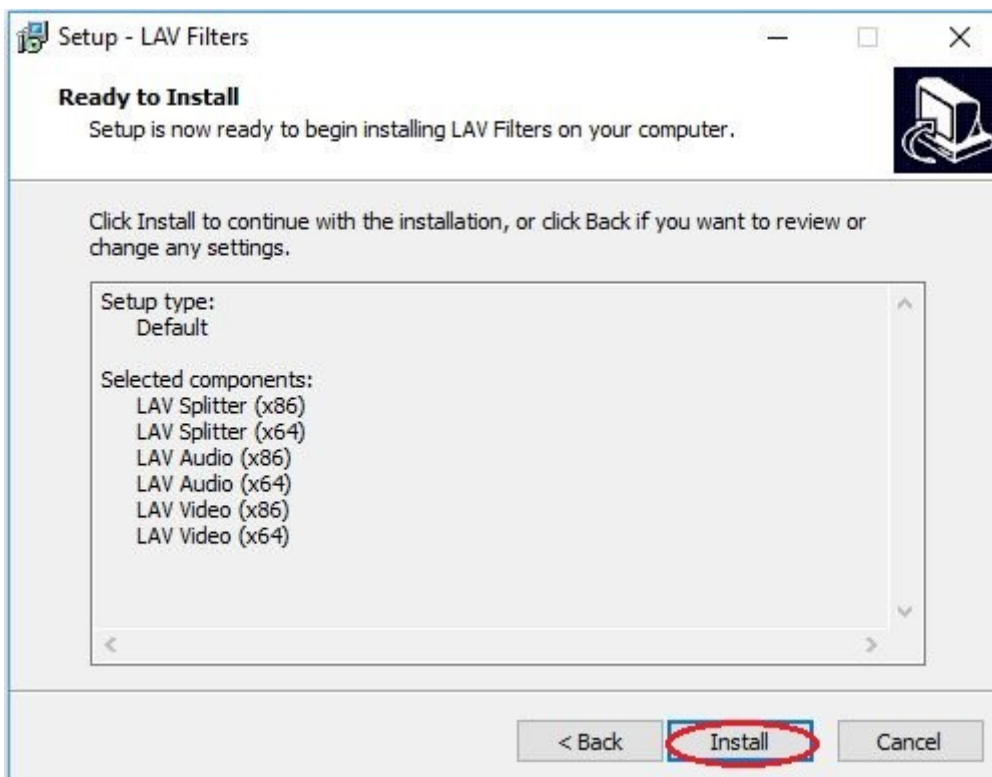 Setup - LAV Filters
Ready to Install
Setup is now ready to begin installing LAV Filters on your computer.
Click Install to continue with the installation, or click Back if you want to review or
change any settings.
Setup type:
Default
Selected components:
LAV Splitter (x86)
LAV Splitter (x64)
LAV Audio (x86)
LAV Audio (x64)
LAV Video (x86)
LAV Video (x64)
< Back
Install
Cancel